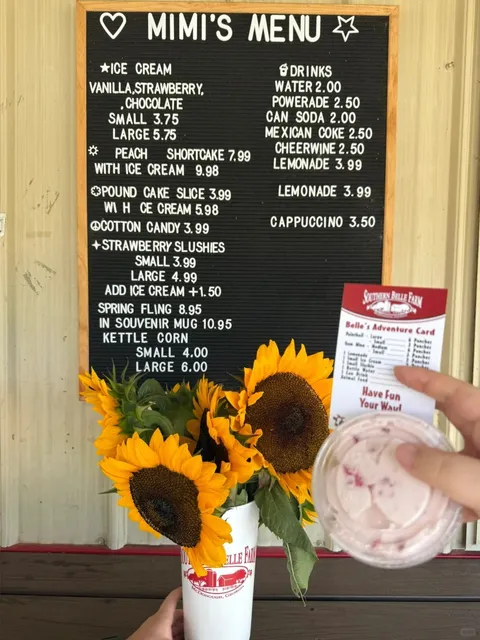 MIMI'S MENU
ICE CREAM
VANILLA, STRAWBERRY,
, CHOCOLATE
SMALL 3.75
LARGE 5.75
PEACH SHORTCAKE 7.99
WITH ICE CREAM 9.98
POUND CAKE SLICE 3.99
WI H CE CREAM 5.98
COTTON CANDY 3.99
STRAWBERRY SLUSHIES
SMALL 3.99
LARGE 4.99
ADD ICE CREAM +1.50
SPRING FLING 8.95
IN SOUVENIR MUG 10.95
KETTLE CORN
SMALL 4.00
LARGE 6.00
DRINKS
WATER 2.00
POWERADE 2.50
CAN SODA 2.00
MEXICAN COKE 2.50
CHEERWINE 2.50
LEMONADE 3.99
LEMONADE 3.99
CAPPUCCINO 3.50
SOUTHERN BELLE FARM
Belle's Adventure Card
Animal Feed
Have Fun
Your Way!
SOUTHERN BELLE FARM